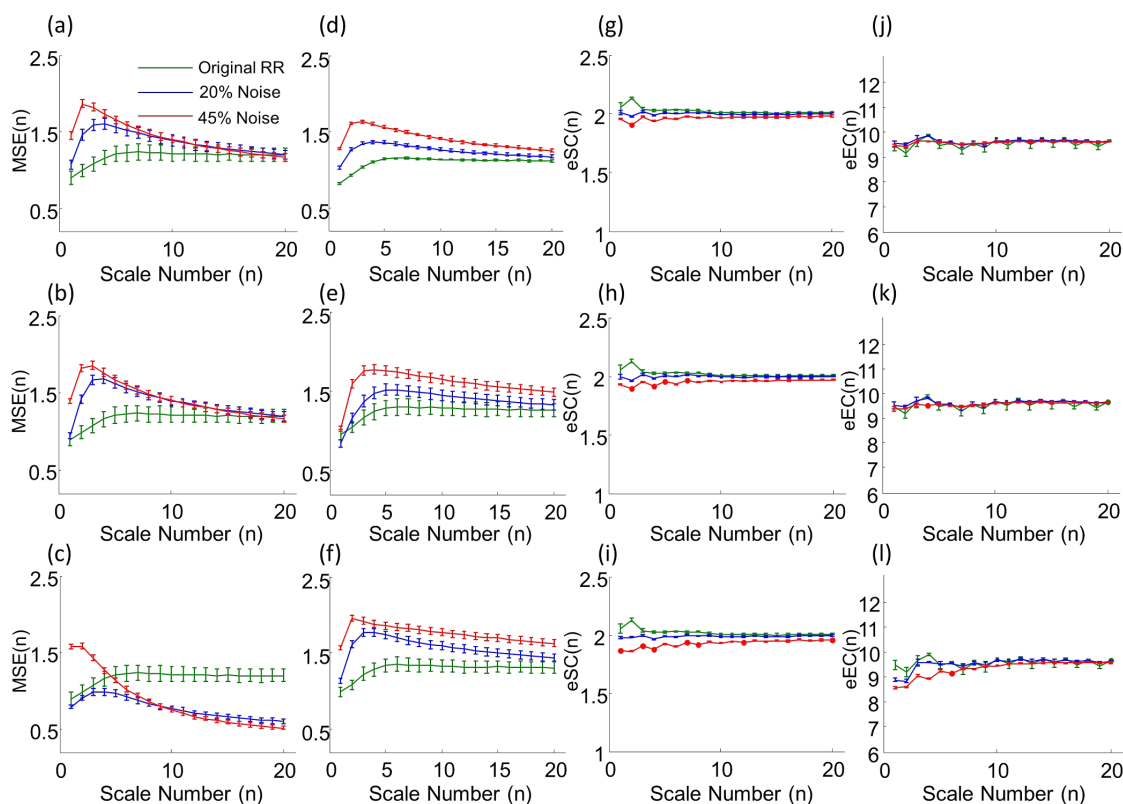 (a) (d) (g) (j)
2.5 2.5 2.5 12
MSE(n) 1.5 0.5
Original RR
20% Noise
45% Noise
1.5 0.5
eSC(n) 2 1.5 1
eEC(n) 11 10 9 8 7 6
0 10 20 0 5 10 15 20 0 10 20 0 10 20
Scale Number (n) Scale Number (n) Scale Number (n) Scale Number (n)
(b) (e) (h) (k)
2.5 2.5 2.5 12
MSE(n) 1.5 0.5
1.5 0.5
eSC(n) 2 1.5 1
eEC(n) 11 10 9 8 7 6
0 10 20 0 5 10 15 20 0 10 20 0 10 20
Scale Number (n) Scale Number (n) Scale Number (n) Scale Number (n)
(c) (f) (i) (l)
2.5 2.5 2.5 12
MSE(n) 1.5 0.5
1.5 0.5
eSC(n) 2 1.5 1
eEC(n) 11 10 9 8 7 6
0 10 20 0 5 10 15 20 0 10 20 0 10 20
Scale Number (n) Scale Number (n) Scale Number (n) Scale Number (n)